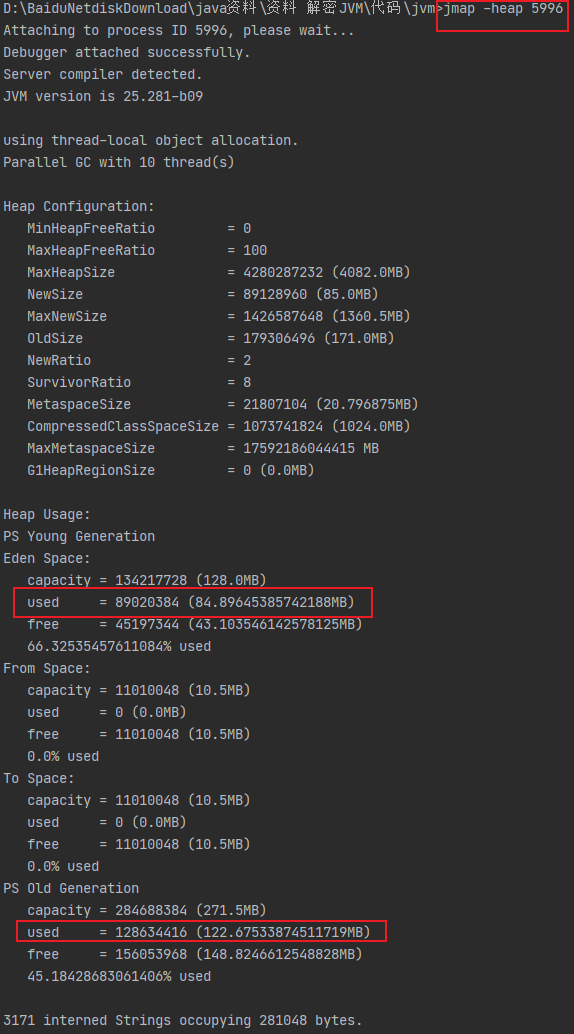 D:\BaiduNetdiskDownload\java资料\资料 解密JVM\代码\jvm>jmap -heap 5996
Attaching to process ID 5996, please wait...
Debugger attached successfully.
Server compiler detected.
JVM version is 25.281-b09

using thread-local object allocation.
Parallel GC with 10 thread(s)

Heap Configuration:
   MinHeapFreeRatio         = 0
   MaxHeapFreeRatio         = 100
   MaxHeapSize              = 4280287232 (4082.0MB)
   NewSize                  = 89128960 (85.0MB)
   MaxNewSize               = 1426587648 (1360.5MB)
   OldSize                  = 179306496 (171.0MB)
   NewRatio                 = 2
   SurvivorRatio            = 8
   MetaspaceSize            = 21807104 (20.796875MB)
   CompressedClassSpaceSize = 1073741824 (1024.0MB)
   MaxMetaspaceSize         = 17592186044415 MB
   G1HeapRegionSize         = 0 (0.0MB)

Heap Usage:
PS Young Generation
Eden Space:
   capacity = 134217728 (128.0MB)
   used     = 89020384 (84.89645385742188MB)
   free     = 45197344 (43.103546142578125MB)
   66.32535457611084% used
From Space:
   capacity = 11010048 (10.5MB)
   used     = 0 (0.0MB)
   free     = 11010048 (10.5MB)
   0.0% used
To Space:
   capacity = 11010048 (10.5MB)
   used     = 0 (0.0MB)
   free     = 11010048 (10.5MB)
   0.0% used
PS Old Generation
   capacity = 284688384 (271.5MB)
   used     = 128634416 (122.67533874511719MB)
   free     = 156053968 (148.8246612548828MB)
   45.18428683061406% used

3171 interned Strings occupying 281048 bytes.